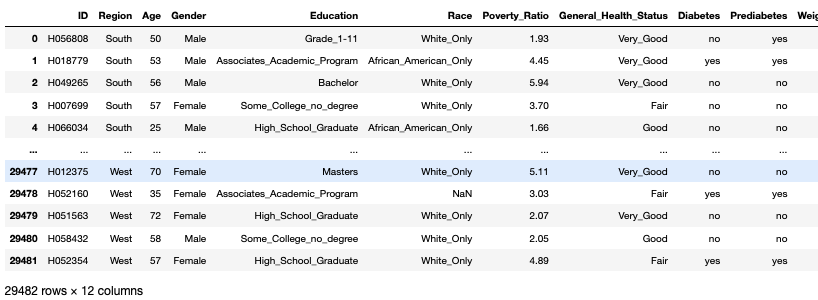 ID Region Age Gender Education Race Poverty_Ratio General_Health_Status Diabetes Prediabetes Weig
0 H056808 South 50 Male Grade_1-11 White_Only 1.93 Very_Good no yes
1 H018779 South 53 Male Associates_Academic_Program African_American_Only 4.45 Very_Good yes yes
2 H049265 South 56 Male Bachelor White_Only 5.94 Very_Good no no
3 H007699 South 57 Female Some_College_no_degree White_Only 3.70 Fair no no
4 H066034 South 25 Male High_School_Graduate African_American_Only 1.66 Good no no
... ... ... ... ... ... ... ... ... ... ...
29477 H012375 West 70 Female Masters White_Only 5.11 Very_Good no no
29478 H052160 West 35 Female Associates_Academic_Program NaN 3.03 Fair yes yes
29479 H051563 West 72 Female High_School_Graduate White_Only 2.07 Very_Good no no
29480 H058432 West 58 Male Some_College_no_degree White_Only 2.05 Good no no
29481 H052354 West 57 Female High_School_Graduate White_Only 4.89 Fair yes yes
29482 rows × 12 columns